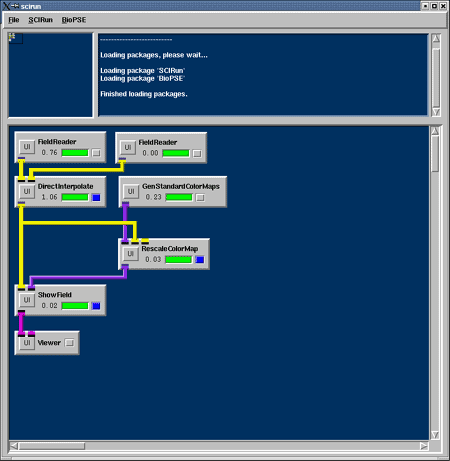 scirun
File SCIRun BioPSE
--------------------------
Loading packages, please wait...
Loading package 'SCIRun'
Loading package 'BioPSE'
Finished loading packages.
UI FieldReader 0.76
UI FieldReader 0.00
UI DirectInterpolate 1.06
UI GenStandardColorMaps 0.23
UI RescaleColorMap 0.03
UI ShowField 0.02
UI Viewer